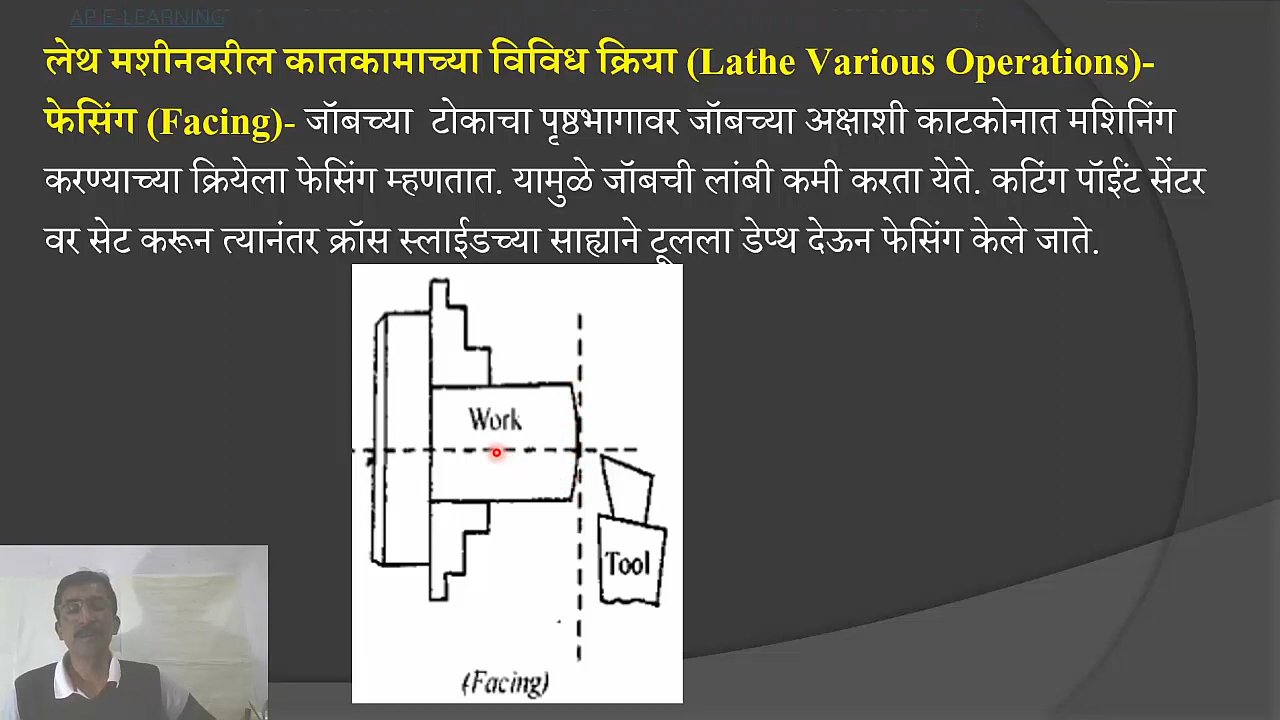 AP E-LEARNING
लेथ मशीनवरील कातकामाच्या विविध क्रिया (Lathe Various Operations)-
फेसिंग (Facing)- जॉबच्या टोकाचा पृष्ठभागावर जॉबच्या अक्षाशी काटकोनात मशिनिंग
करण्याच्या क्रियेला फेसिंग म्हणतात. यामुळे जॉबची लांबी कमी करता येते. कटिंग पॉईंट सेंटर
वर सेट करून त्यानंतर क्रॉस स्लाईडच्या साह्याने टूलला डेप्थ देऊन फेसिंग केले जाते.
Work
Tool
(Facing)